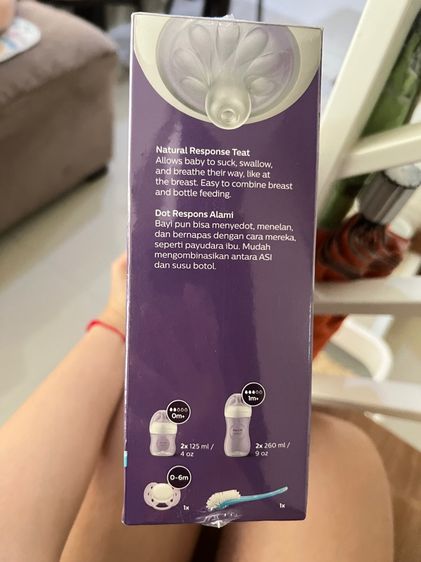 Natural Response Teat
Allows baby to suck, swallow,
and breathe their way, like at
the breast. Easy to combine breast
and bottle feeding.
Dot Respons Alami
Bayi pun bisa menyedot, menelan,
dan bernapas dengan cara mereka,
seperti payudara ibu. Mudah
mengombinasikan antara ASI
dan susu botol.
0m+
2x 125 ml /
4 oz
1m+
2x 260 ml /
9 oz
0-6m
1x
1x